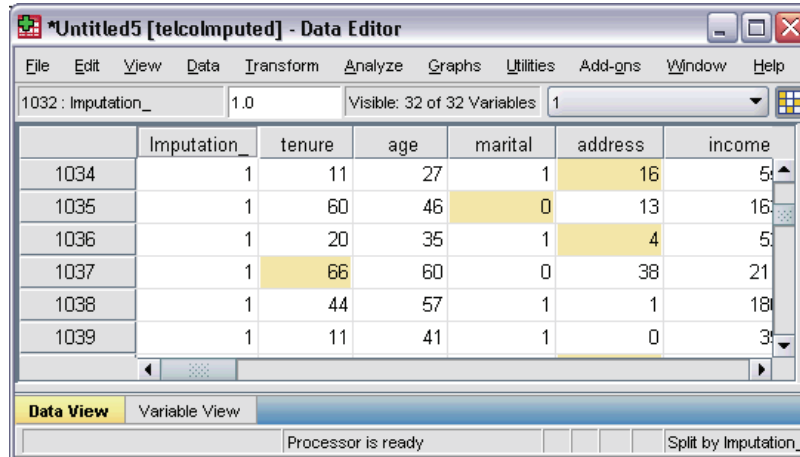 *Untitled5 [telcoImputed] - Data Editor
File Edit View Data Transform Analyze Graphs Utilities Add-ons Window Help
1032 : Imputation_ 1.0 Visible: 32 of 32 Variables 1
Imputation_ tenure age marital address income
1034 1 11 27 1 16
1035 1 60 46 0 13
1036 1 20 35 1 4
1037 1 66 60 0 38 21
1038 1 44 57 1 1
1039 1 11 41 1 0
Data View Variable View
Processor is ready Split by Imputation_